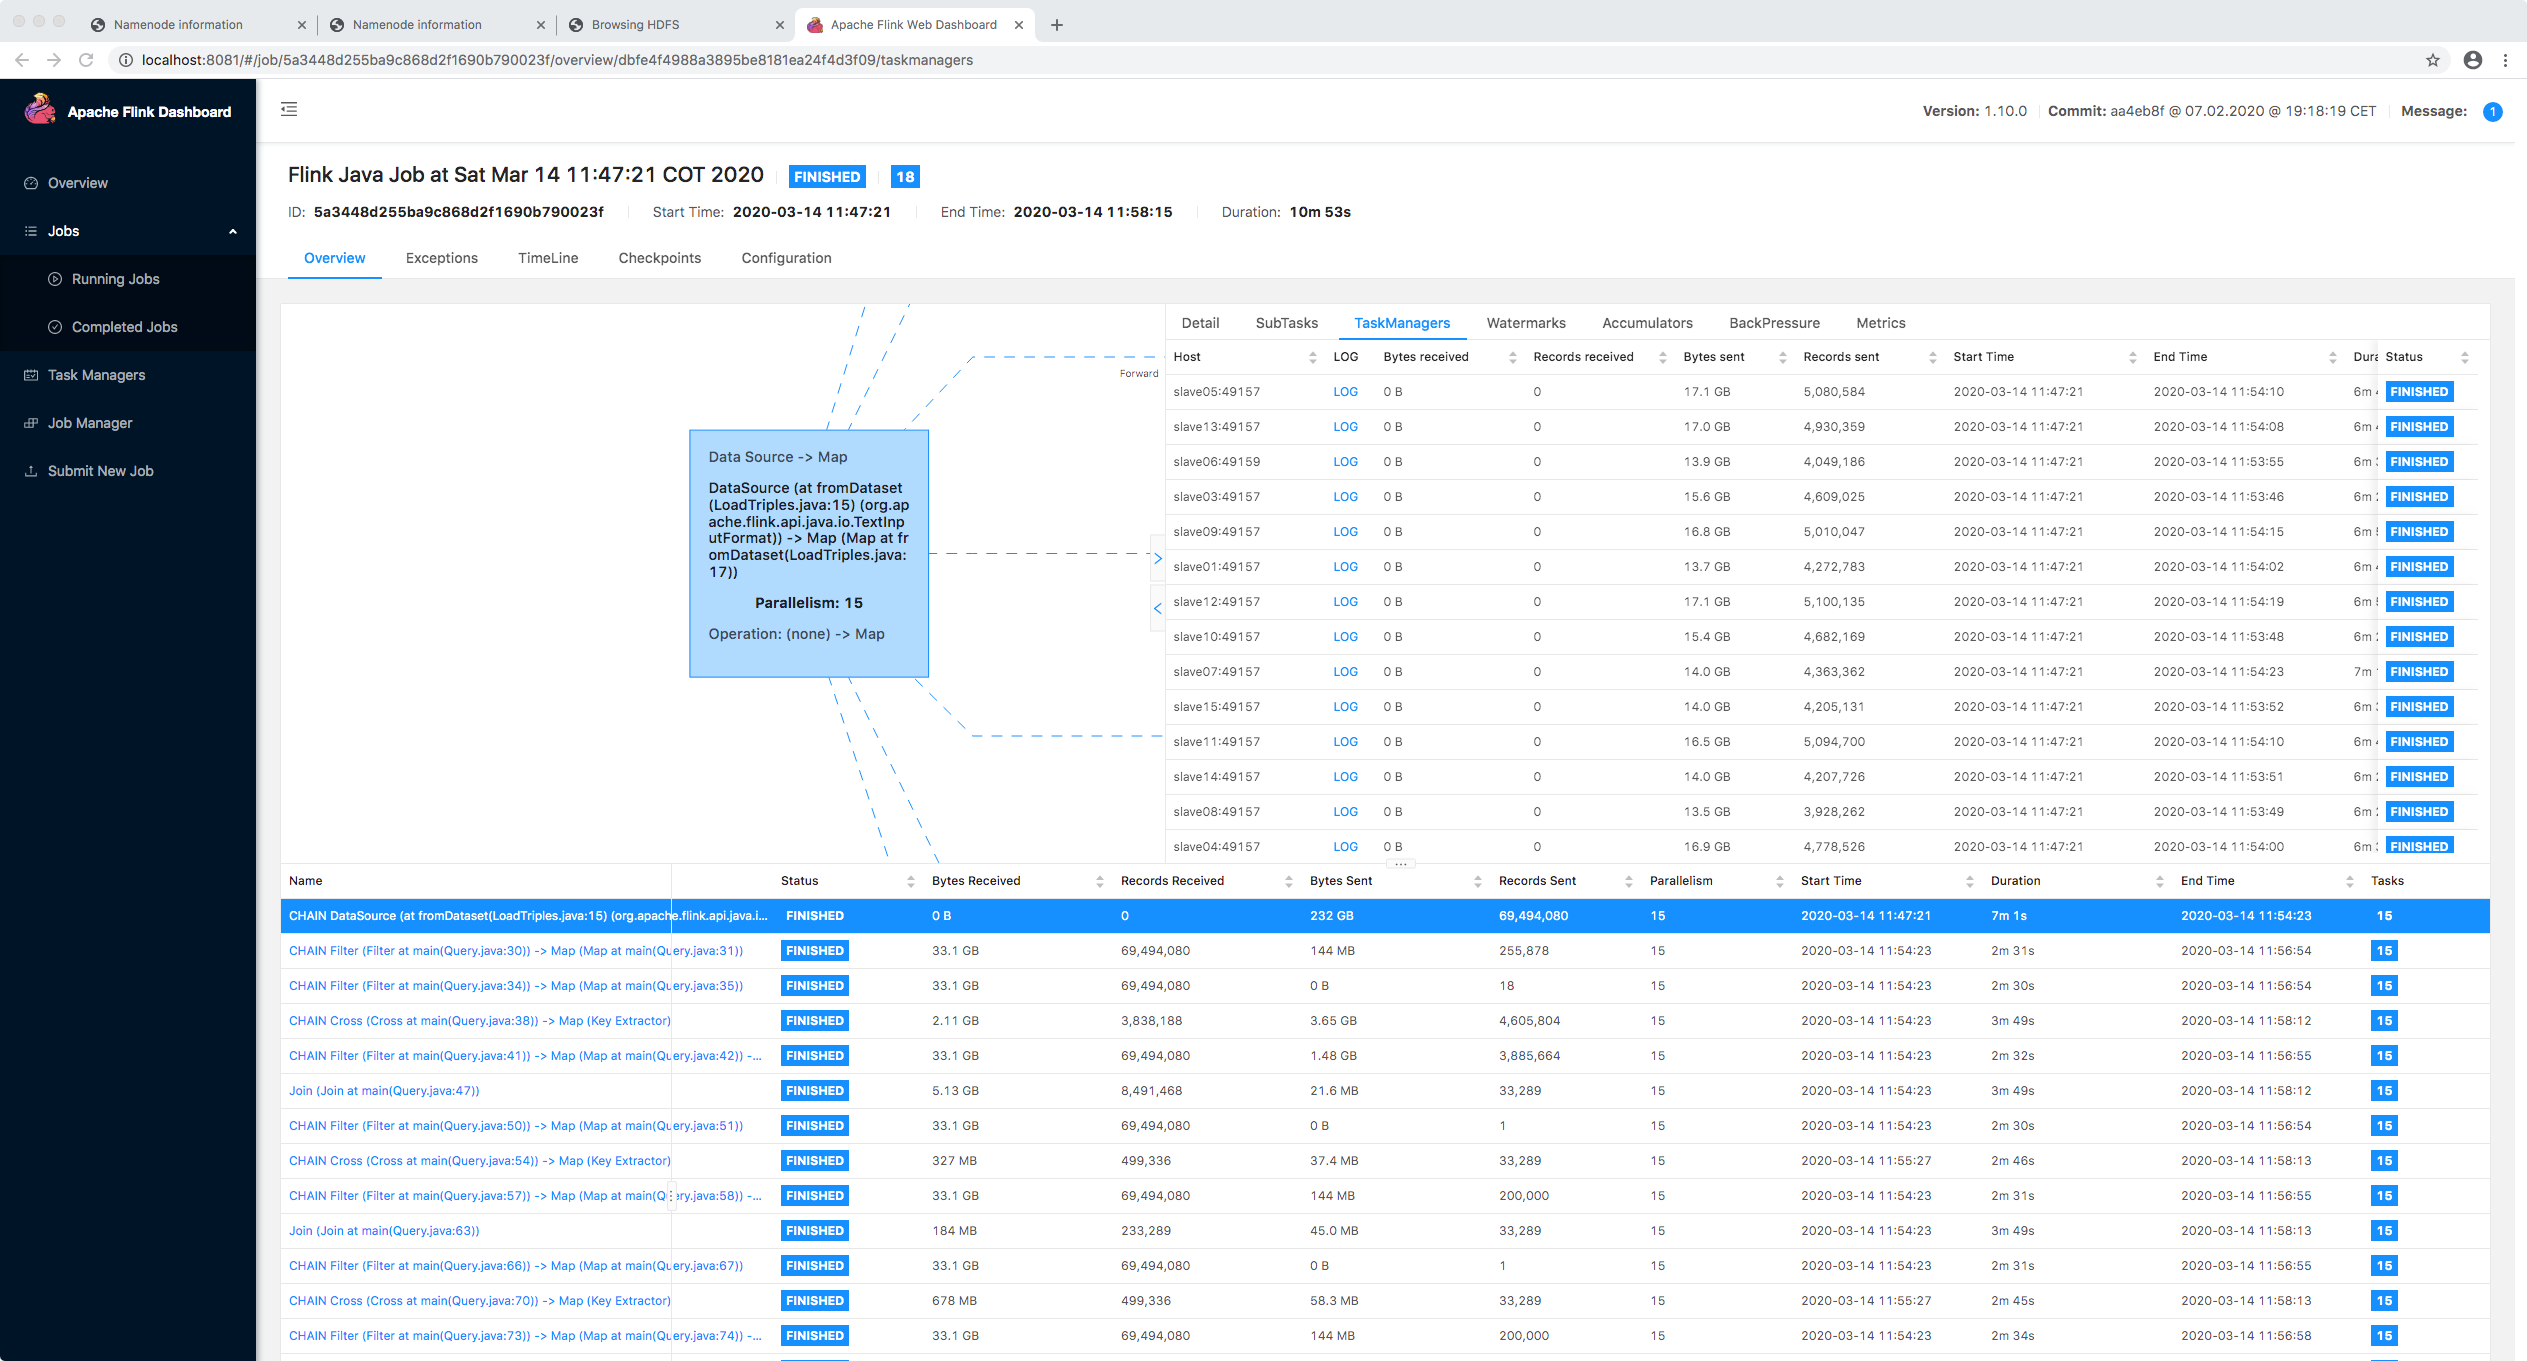 Namenode information
Namenode information
Browsing HDFS
Apache Flink Web Dashboard
localhost:8081/#/job/5a3448d255ba9c868d2f1690b790023f/overview/dbfe4f4988a3895be8181ea24f4d3f09/taskmanagers
Apache Flink Dashboard
Version: 1.10.0 Commit: aa4eb8f @ 07.02.2020 @ 19:18:19 CET Message: 1
Overview
Jobs
Running Jobs
Completed Jobs
Task Managers
Job Manager
Submit New Job
Flink Java Job at Sat Mar 14 11:47:21 COT 2020 FINISHED 18
ID: 5a3448d255ba9c868d2f1690b790023f Start Time: 2020-03-14 11:47:21 End Time: 2020-03-14 11:58:15 Duration: 10m 53s
Overview Exceptions TimeLine Checkpoints Configuration
Forward
Data Source -> Map
DataSource (at fromDataset
(LoadTriples.java:15) (org.ap
ache.flink.api.java.io.TextInp
utFormat)) -> Map (Map at fr
omDataset(LoadTriples.java:
17))
Parallelism: 15
Operation: (none) -> Map
Detail SubTasks TaskManagers Watermarks Accumulators BackPressure Metrics
Host LOG Bytes received Records received Bytes sent Records sent Start Time End Time Dura Status
slave05:49157 LOG 0 B 0 17.1 GB 5,080,584 2020-03-14 11:47:21 2020-03-14 11:54:10 6m FINISHED
slave13:49157 LOG 0 B 0 17.0 GB 4,930,359 2020-03-14 11:47:21 2020-03-14 11:54:08 6m FINISHED
slave06:49159 LOG 0 B 0 13.9 GB 4,049,186 2020-03-14 11:47:21 2020-03-14 11:53:55 6m FINISHED
slave03:49157 LOG 0 B 0 15.6 GB 4,609,025 2020-03-14 11:47:21 2020-03-14 11:53:46 6m FINISHED
slave09:49157 LOG 0 B 0 16.8 GB 5,010,047 2020-03-14 11:47:21 2020-03-14 11:54:15 6m FINISHED
slave01:49157 LOG 0 B 0 13.7 GB 4,272,783 2020-03-14 11:47:21 2020-03-14 11:54:02 6m FINISHED
slave12:49157 LOG 0 B 0 17.1 GB 5,100,135 2020-03-14 11:47:21 2020-03-14 11:54:19 6m FINISHED
slave10:49157 LOG 0 B 0 15.4 GB 4,682,169 2020-03-14 11:47:21 2020-03-14 11:53:48 6m FINISHED
slave07:49157 LOG 0 B 0 14.0 GB 4,363,362 2020-03-14 11:47:21 2020-03-14 11:54:23 7m FINISHED
slave15:49157 LOG 0 B 0 14.0 GB 4,205,131 2020-03-14 11:47:21 2020-03-14 11:53:52 6m FINISHED
slave11:49157 LOG 0 B 0 16.5 GB 5,094,700 2020-03-14 11:47:21 2020-03-14 11:54:10 6m FINISHED
slave14:49157 LOG 0 B 0 14.0 GB 4,207,726 2020-03-14 11:47:21 2020-03-14 11:53:51 6m FINISHED
slave08:49157 LOG 0 B 0 13.5 GB 3,928,262 2020-03-14 11:47:21 2020-03-14 11:53:49 6m FINISHED
slave04:49157 LOG 0 B 0 16.9 GB 4,778,526 2020-03-14 11:47:21 2020-03-14 11:54:00 6m FINISHED
Name Status Bytes Received Records Received Bytes Sent Records Sent Parallelism Start Time Duration End Time Tasks
CHAIN DataSource (at fromDataset(LoadTriples.java:15) (org.apache.flink.api.java.i... FINISHED 0 B 0 232 GB 69,494,080 15 2020-03-14 11:47:21 7m 1s 2020-03-14 11:54:23 15
CHAIN Filter (Filter at main(Query.java:30)) -> Map (Map at main(Query.java:31)) FINISHED 33.1 GB 69,494,080 144 MB 255,878 15 2020-03-14 11:54:23 2m 31s 2020-03-14 11:56:54 15
CHAIN Filter (Filter at main(Query.java:34)) -> Map (Map at main(Query.java:35)) FINISHED 33.1 GB 69,494,080 0 B 18 15 2020-03-14 11:54:23 2m 30s 2020-03-14 11:56:54 15
CHAIN Cross (Cross at main(Query.java:38)) -> Map (Key Extractor) FINISHED 2.11 GB 3,838,188 3.65 GB 4,605,804 15 2020-03-14 11:54:23 3m 49s 2020-03-14 11:58:12 15
CHAIN Filter (Filter at main(Query.java:41)) -> Map (Map at main(Query.java:42)) -... FINISHED 33.1 GB 69,494,080 1.48 GB 3,885,664 15 2020-03-14 11:54:23 2m 32s 2020-03-14 11:56:55 15
Join (Join at main(Query.java:47)) FINISHED 5.13 GB 8,491,468 21.6 MB 33,289 15 2020-03-14 11:54:23 3m 49s 2020-03-14 11:58:12 15
CHAIN Filter (Filter at main(Query.java:50)) -> Map (Map at main(Query.java:51)) FINISHED 33.1 GB 69,494,080 0 B 1 15 2020-03-14 11:54:23 2m 30s 2020-03-14 11:56:54 15
CHAIN Cross (Cross at main(Query.java:54)) -> Map (Key Extractor) FINISHED 327 MB 499,336 37.4 MB 33,289 15 2020-03-14 11:55:27 2m 46s 2020-03-14 11:58:13 15
CHAIN Filter (Filter at main(Query.java:57)) -> Map (Map at main(Query.java:58)) -... FINISHED 33.1 GB 69,494,080 144 MB 200,000 15 2020-03-14 11:54:23 2m 31s 2020-03-14 11:56:55 15
Join (Join at main(Query.java:63)) FINISHED 184 MB 233,289 45.0 MB 33,289 15 2020-03-14 11:54:23 3m 49s 2020-03-14 11:58:13 15
CHAIN Filter (Filter at main(Query.java:66)) -> Map (Map at main(Query.java:67)) FINISHED 33.1 GB 69,494,080 0 B 1 15 2020-03-14 11:54:23 2m 31s 2020-03-14 11:56:55 15
CHAIN Cross (Cross at main(Query.java:70)) -> Map (Key Extractor) FINISHED 678 MB 499,336 58.3 MB 33,289 15 2020-03-14 11:55:27 2m 45s 2020-03-14 11:58:13 15
CHAIN Filter (Filter at main(Query.java:73)) -> Map (Map at main(Query.java:74)) -... FINISHED 33.1 GB 69,494,080 144 MB 200,000 15 2020-03-14 11:54:23 2m 34s 2020-03-14 11:56:58 15